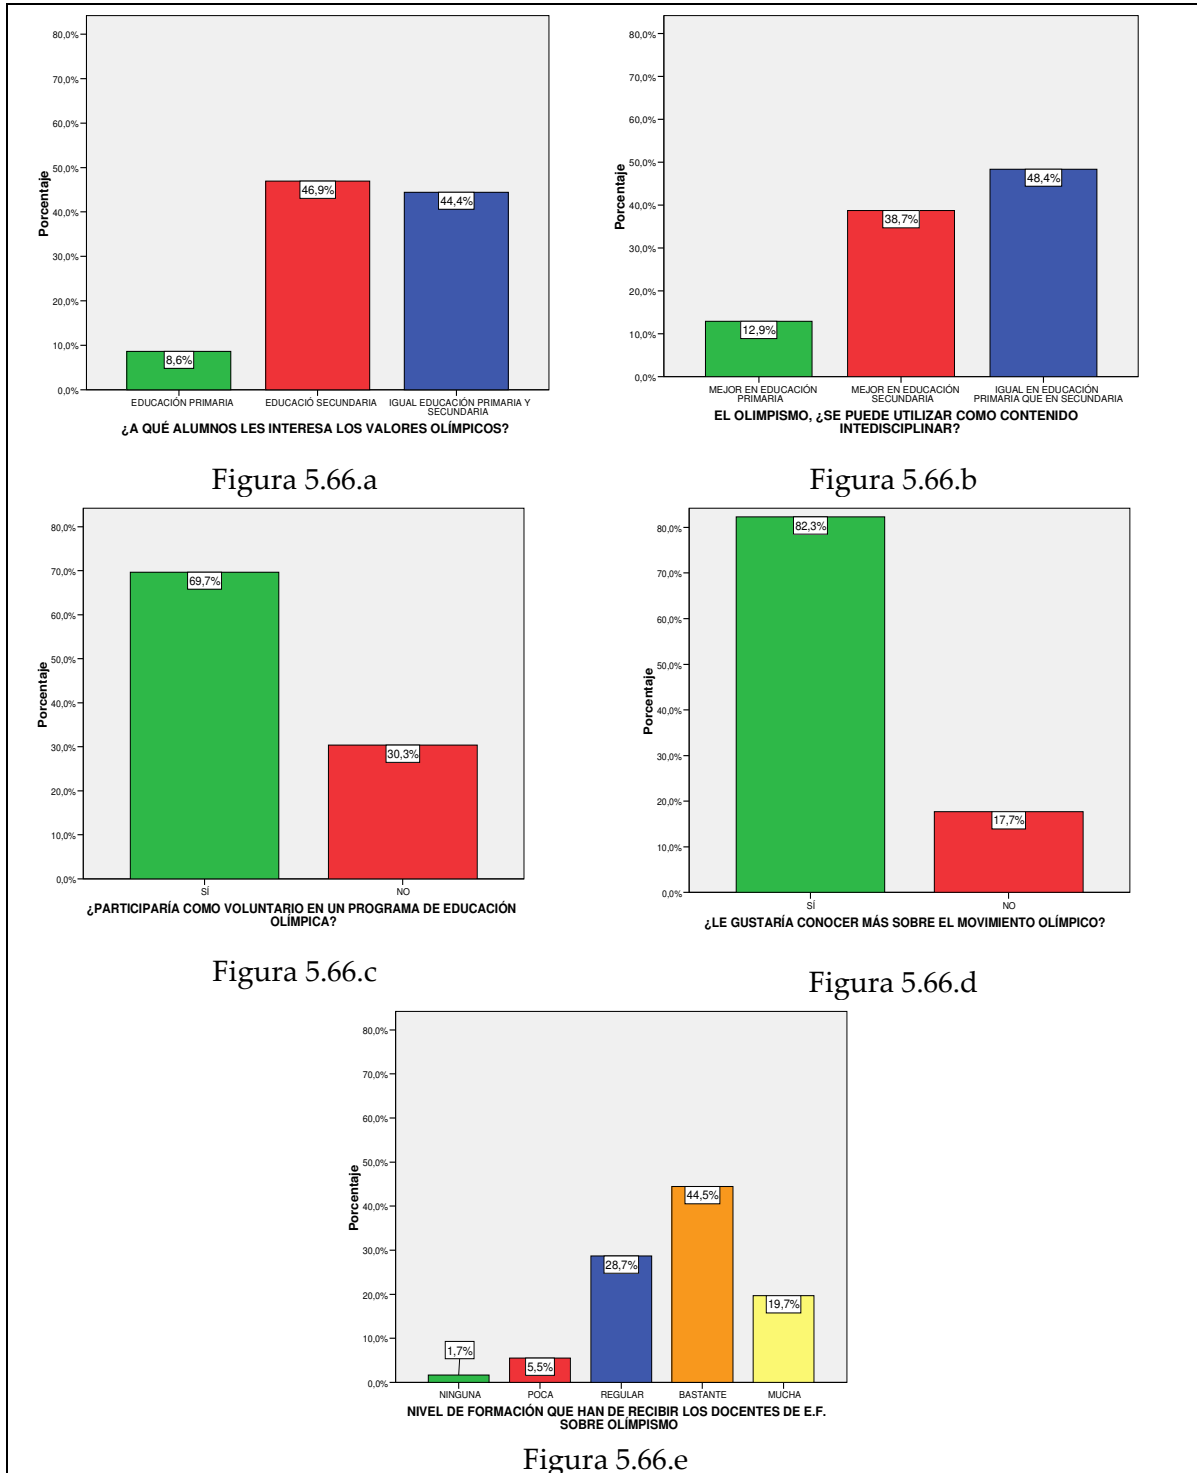 80,0%
70,0%
60,0%
50,0%
40,0%
30,0%
20,0%
10,0%
0,0%
Porcentaje
8,6%
46,9%
44,4%
EDUCACIÓN PRIMARIA
EDUCACIÓ SECUNDARIA
IGUAL EDUCACIÓN PRIMARIA Y
SECUNDARIA
¿A QUÉ ALUMNOS LES INTERESA LOS VALORES OLÍMPICOS?
Figura 5.66.a
80,0%
70,0%
60,0%
50,0%
40,0%
30,0%
20,0%
10,0%
0,0%
Porcentaje
12,9%
38,7%
48,4%
MEJOR EN EDUCACIÓN
PRIMARIA
MEJOR EN EDUCACIÓN
SECUNDARIA
IGUAL EN EDUCACIÓN
PRIMARIA QUE EN SECUNDARIA
EL OLIMPISMO, ¿SE PUEDE UTILIZAR COMO CONTENIDO
INTEDISCIPLINAR?
Figura 5.66.b
80,0%
70,0%
60,0%
50,0%
40,0%
30,0%
20,0%
10,0%
0,0%
Porcentaje
69,7%
30,3%
SÍ
NO
¿PARTICIPARÍA COMO VOLUNTARIO EN UN PROGRAMA DE EDUCACIÓN
OLÍMPICA?
Figura 5.66.c
80,0%
70,0%
60,0%
50,0%
40,0%
30,0%
20,0%
10,0%
0,0%
Porcentaje
82,3%
17,7%
SÍ
NO
¿LE GUSTARÍA CONOCER MÁS SOBRE EL MOVIMIENTO OLÍMPICO?
Figura 5.66.d
80,0%
70,0%
60,0%
50,0%
40,0%
30,0%
20,0%
10,0%
0,0%
Porcentaje
1,7%
5,5%
28,7%
44,5%
19,7%
NINGUNA
POCA
REGULAR
BASTANTE
MUCHA
NIVEL DE FORMACIÓN QUE HAN DE RECIBIR LOS DOCENTES DE E.F.
SOBRE OLÍMPISMO
Figura 5.66.e